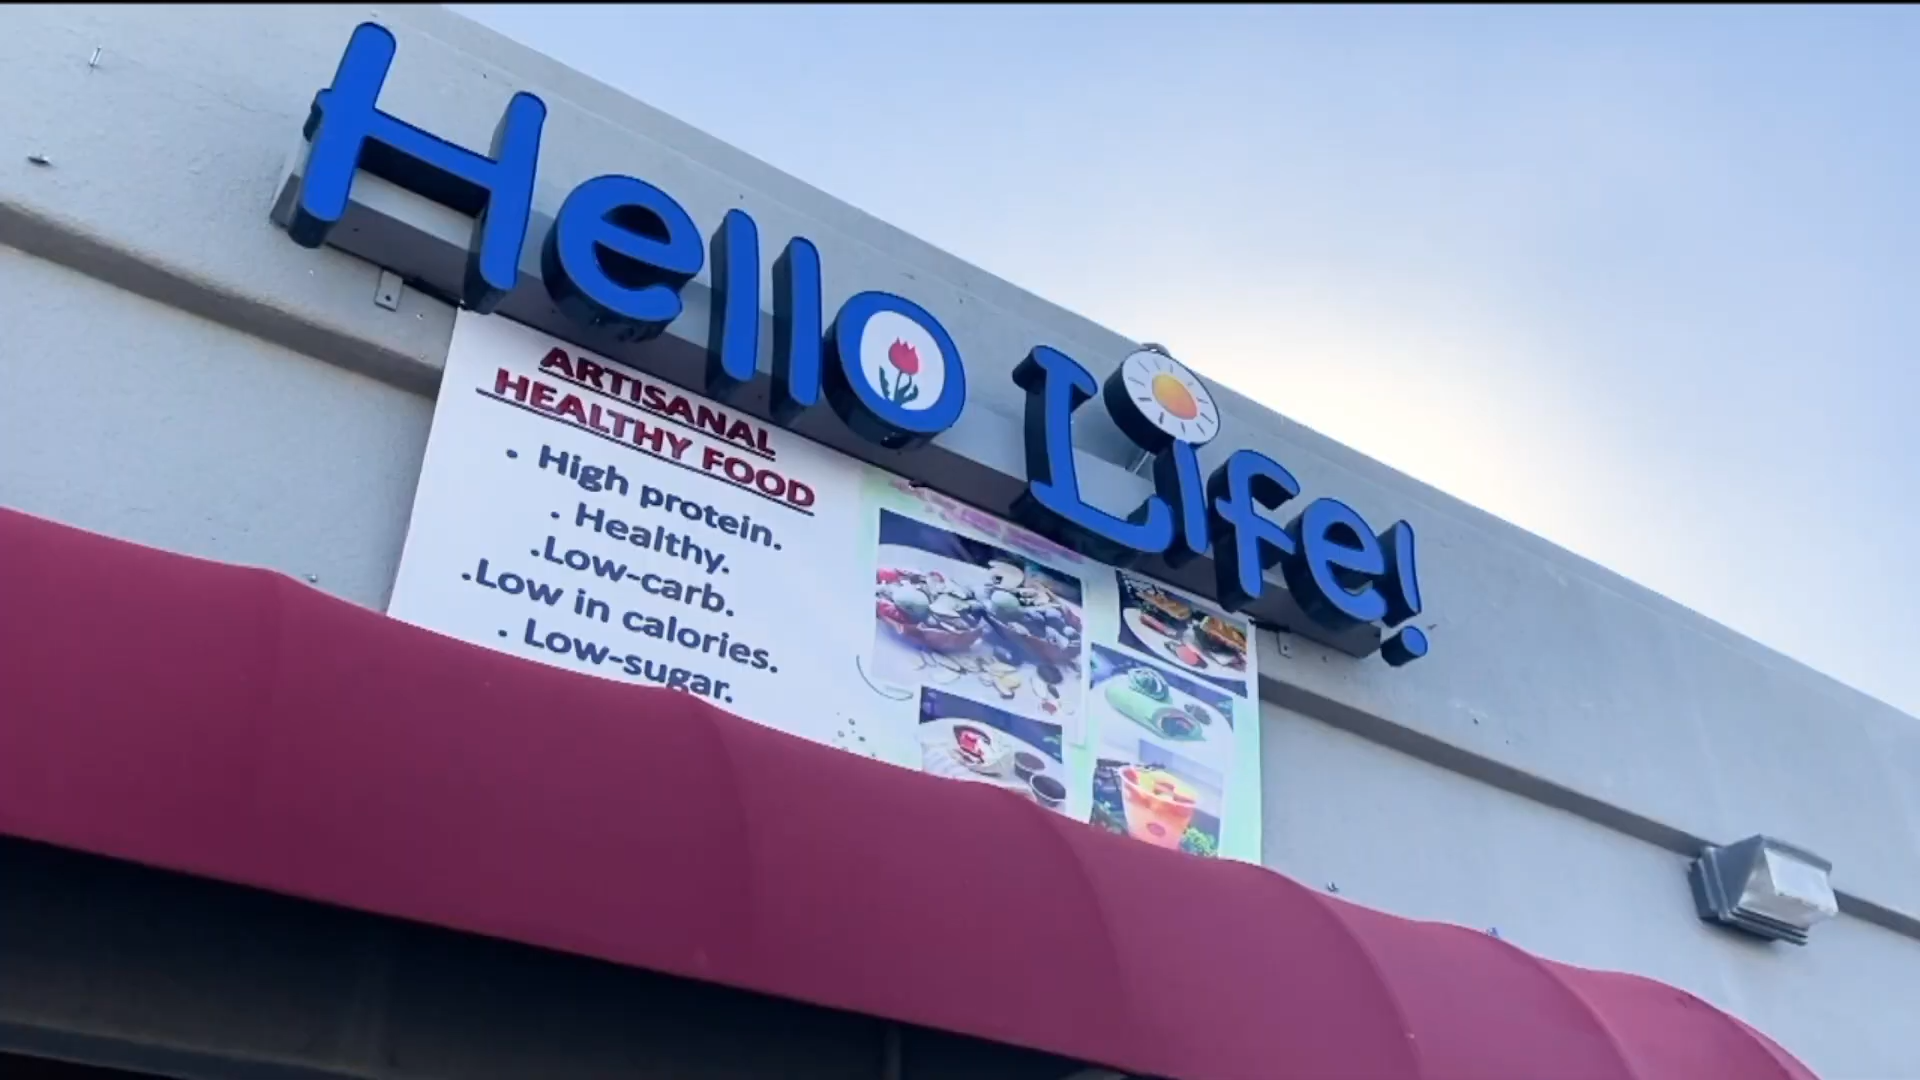 Hello Life!
ARTISANAL
HEALTHY FOOD
. High protein.
. Healthy.
.Low-carb.
.Low in calories.
. Low-sugar.